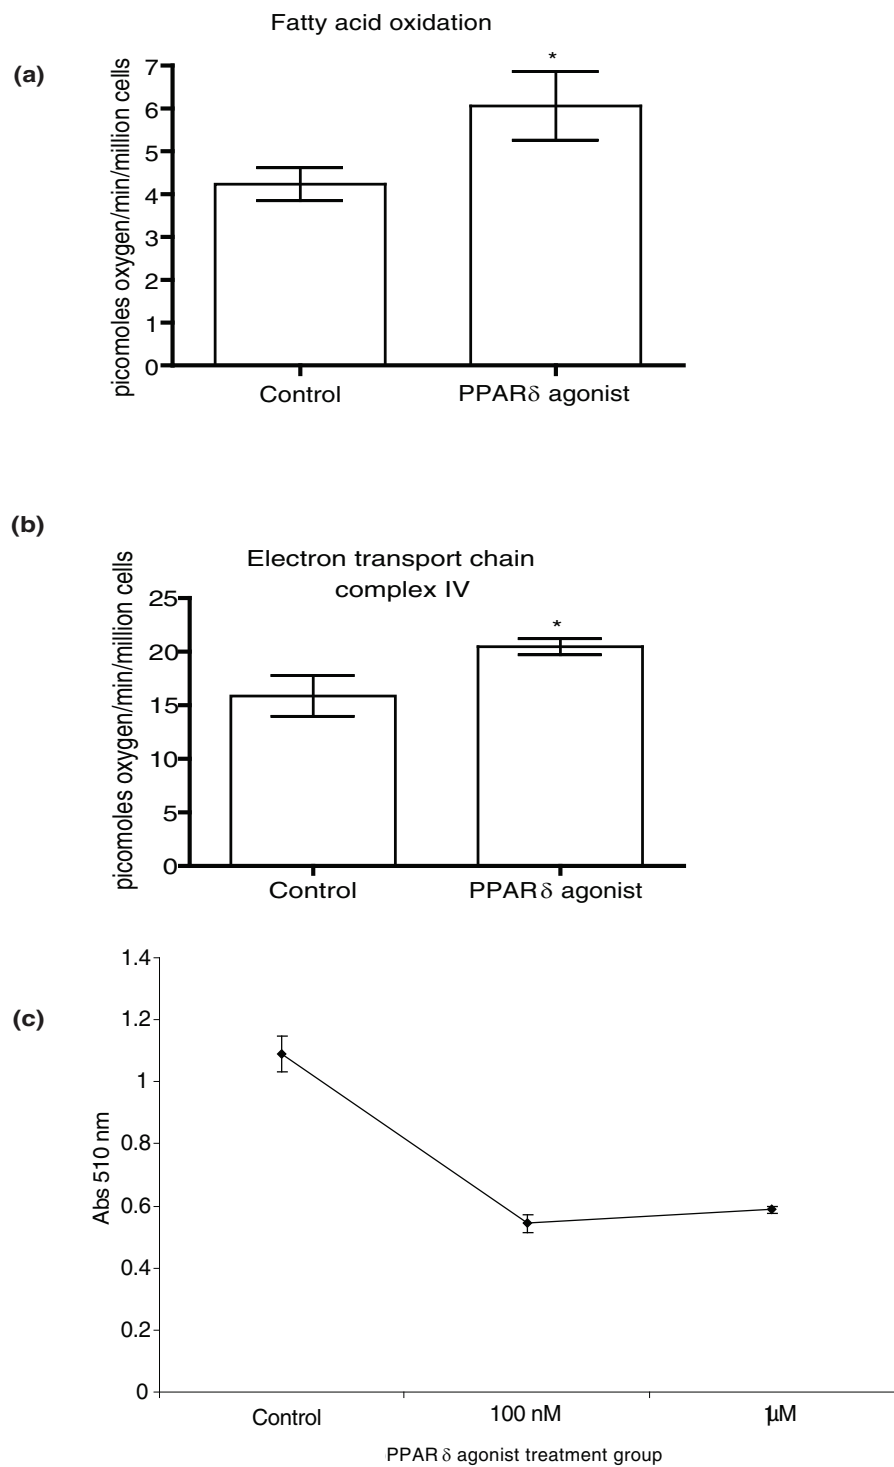 Fatty acid oxidation
(a)
picomoles oxygen/min/million cells
7
6
5
4
3
2
1
0
*
Control
PPARδ agonist
(b)
Electron transport chain
complex IV
picomoles oxygen/min/million cells
25
20
15
10
5
0
*
Control
PPARδ agonist
(c)
Abs 510 nm
1.4
1.2
1
0.8
0.6
0.4
0.2
0
Control
100 nM
1µM
PPAR δ agonist treatment group